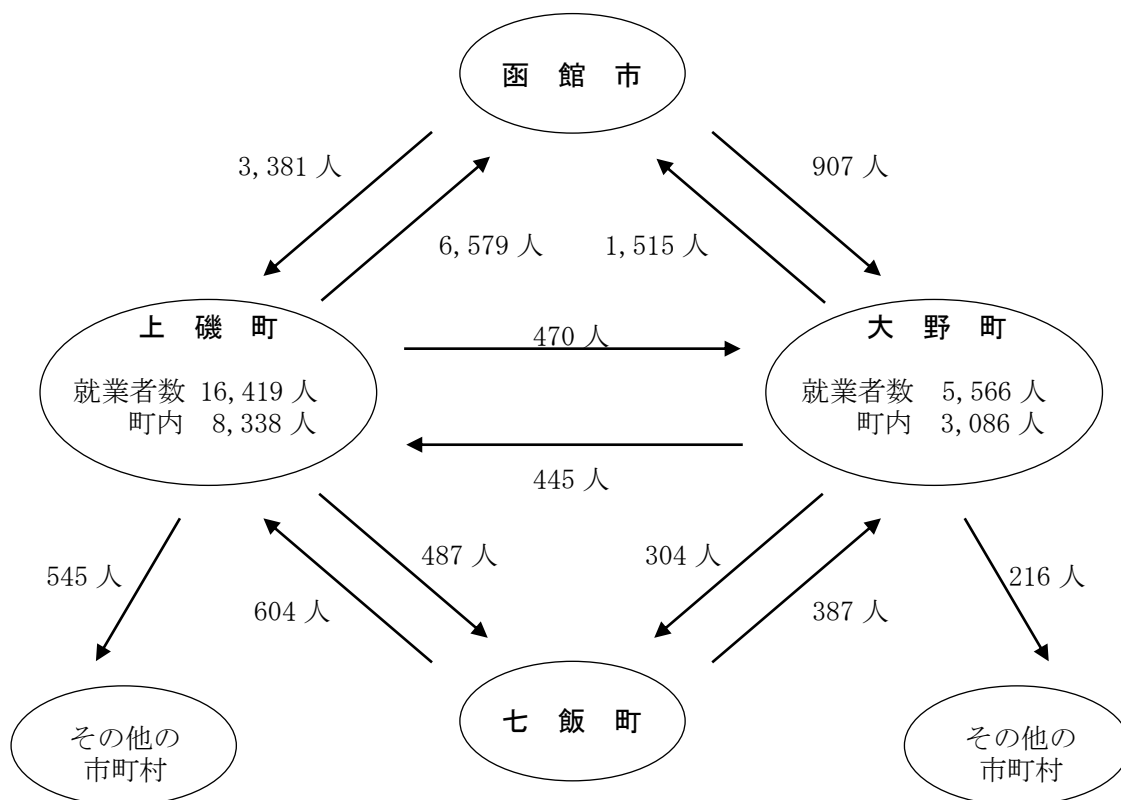 函 館 市
3,381 人
907 人
6,579 人
1,515 人
上 磯 町
就業者数 16,419 人
町内 8,338 人
470 人
大 野 町
就業者数 5,566 人
町内 3,086 人
445 人
545 人
487 人
304 人
216 人
604 人
387 人
その他の
市町村
七 飯 町
その他の
市町村